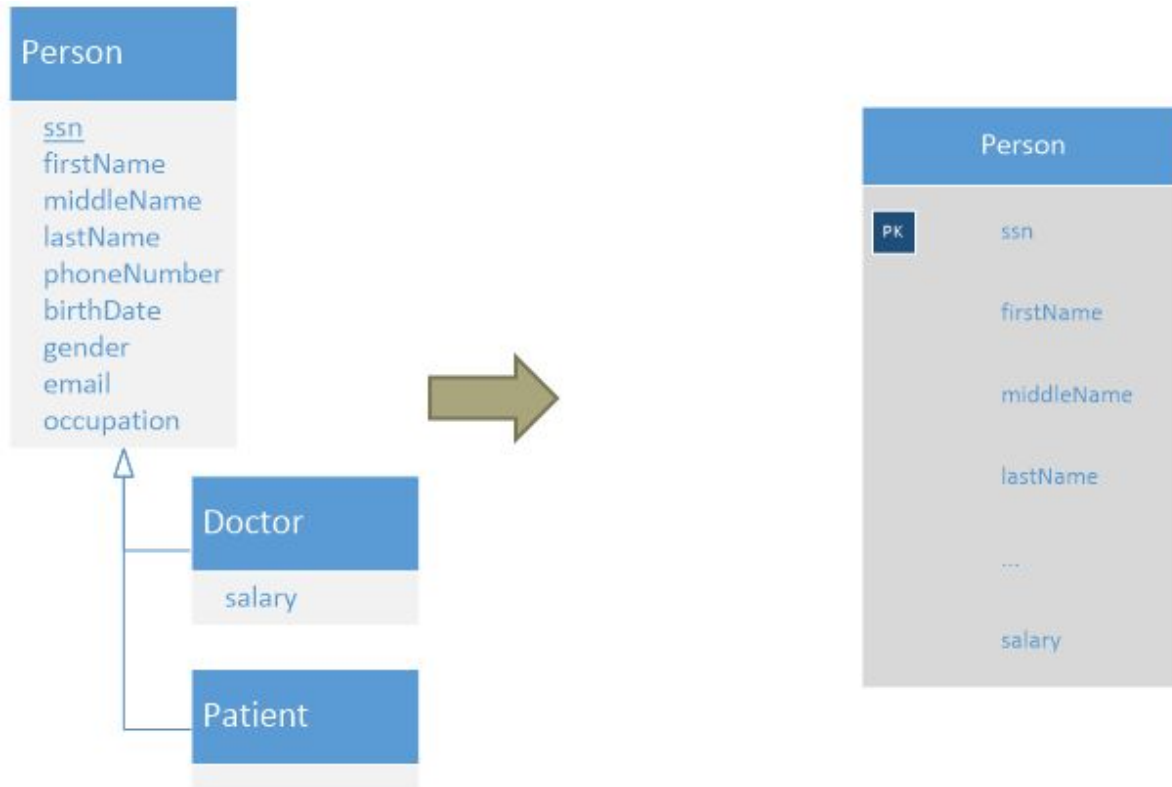 Person
ssn
firstName
middleName
lastName
phoneNumber
birthDate
gender
email
occupation
Doctor
salary
Patient
Person
PK ssn
firstName
middleName
lastName
...
salary